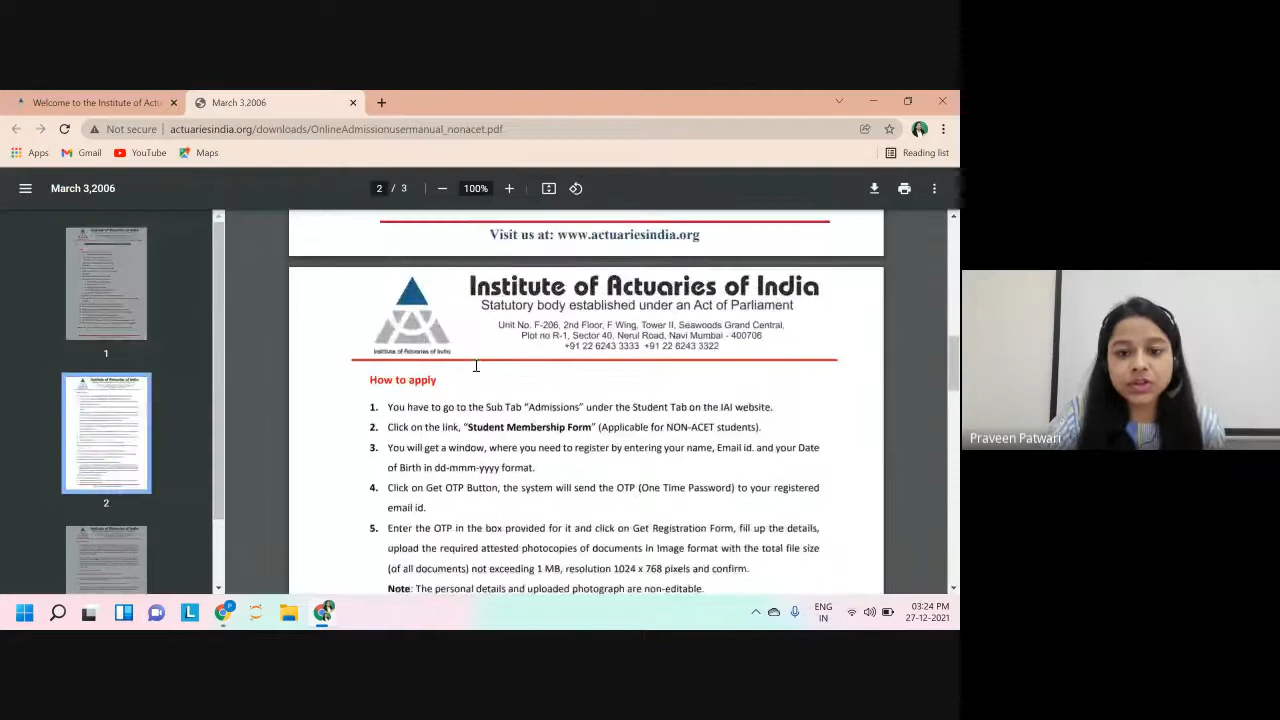 Welcome to the Institute of Actu
March 3.2006
Not secure
actuariesindia.org/downloads/OnlineAdmissionusermanual_nonacet.pdf
Apps
Gmail
YouTube
Maps
Reading list
March 3,2006
2 / 3
100%
Visit us at: www.actuariesindia.org
Institute of Actuaries of India
Statutory body established under an Act of Parliament
Unit No. F-206, 2nd Floor, F Wing, Tower II, Seawoods Grand Central,
Plot no R-1, Sector 40, Nerul Road, Navi Mumbai - 400706
+91 22 6243 3333 +91 22 6243 3322
Institute of Actuaries of India
How to apply
1. You have to go to the Sub Tab "Admissions" under the Student Tab on the IAI website.
2. Click on the link, "Student Membership Form" (Applicable for NON-ACET students).
3. You will get a window, where you need to register by entering your name, Email id. and your Date
of Birth in dd-mmm-yyyy format.
4. Click on Get OTP Button, the system will send the OTP (One Time Password) to your registered
email id.
5. Enter the OTP in the box provided for it and click on Get Registration Form, fill up the details,
upload the required attested photocopies of documents in Image format with the total file size
(of all documents) not exceeding 1 MB, resolution 1024 x 768 pixels and confirm.
Note: The personal details and uploaded photograph are non-editable.
1
2
Praveen Patwari
ENG
IN
03:24 PM
27-12-2021